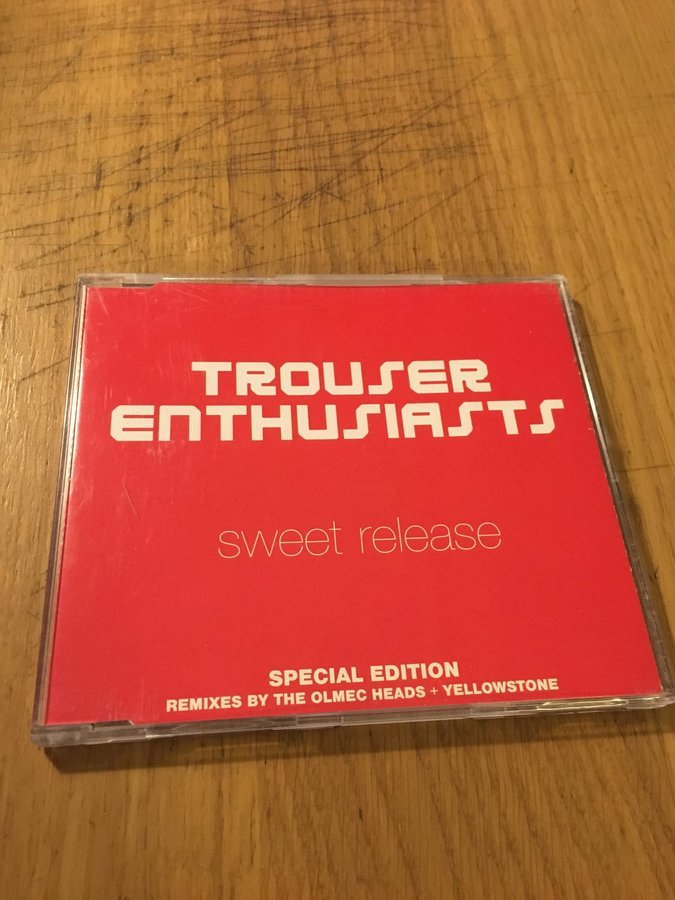 TROUSER
ENTHUSIASTS
sweet release
SPECIAL EDITION
REMIXES BY THE OLMEC HEADS + YELLOWSTONE